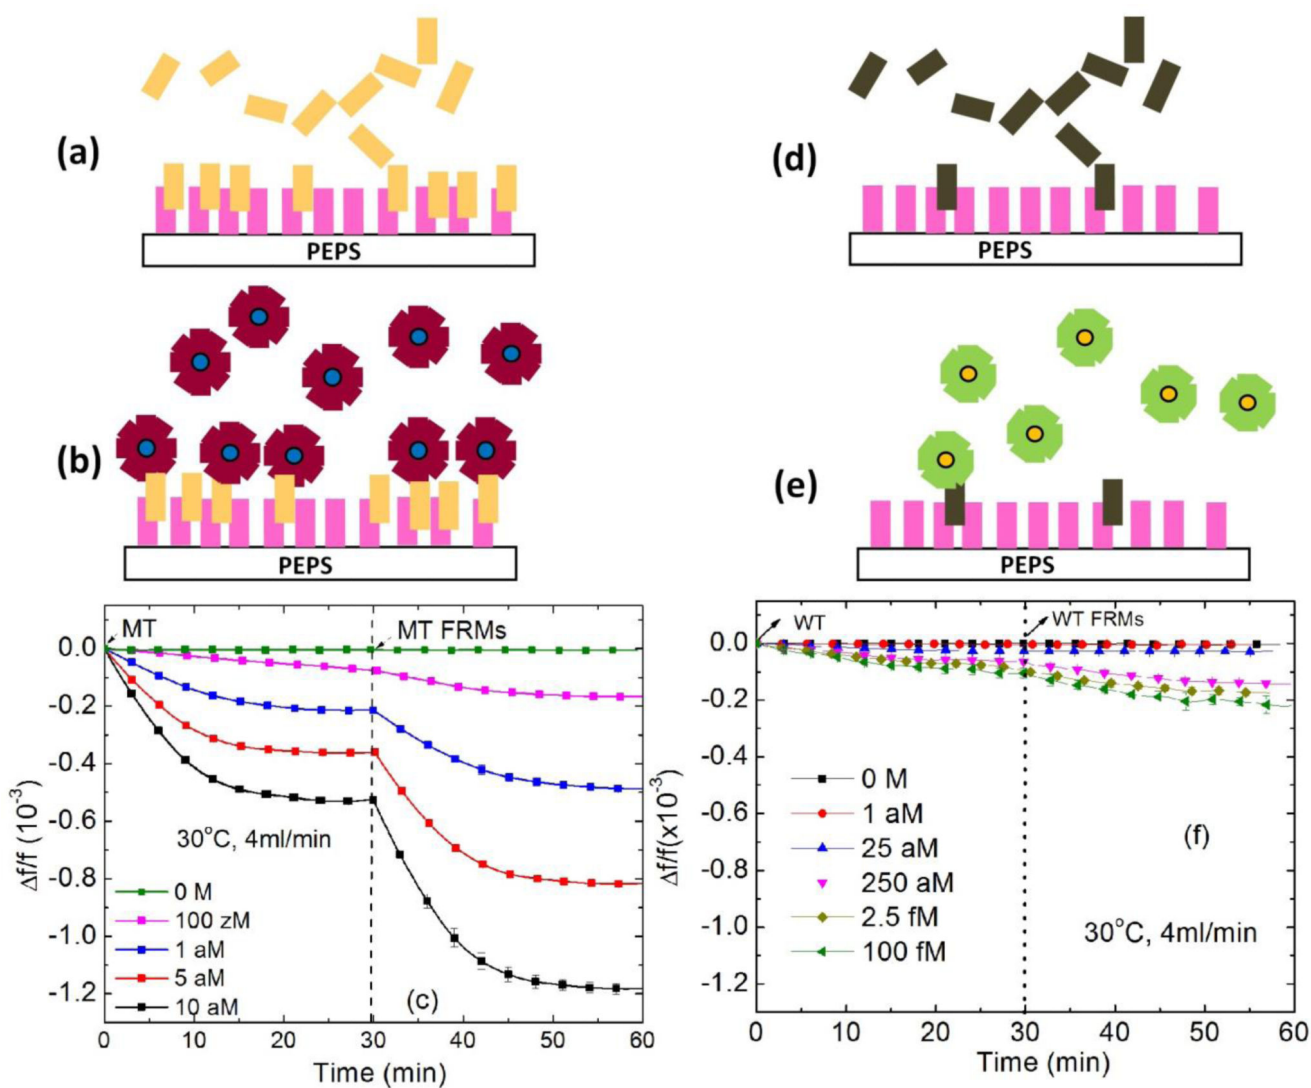 (a)
PEPS
(b)
PEPS
MT
MT FRMs
0.0
-0.2
-0.4
-0.6
-0.8
-1.0
-1.2
Δf/f (10⁻³)
30°C, 4ml/min
0 M
100 zM
1 aM
5 aM
10 aM
(c)
0 10 20 30 40 50 60
Time (min)
(d)
PEPS
(e)
PEPS
WT
WT FRMs
0.0
-0.2
-0.4
-0.6
-0.8
-1.0
-1.2
Δf/f(x10⁻³)
0 M
1 aM
25 aM
250 aM
2.5 fM
100 fM
(f)
30°C, 4ml/min
0 10 20 30 40 50 60
Time (min)